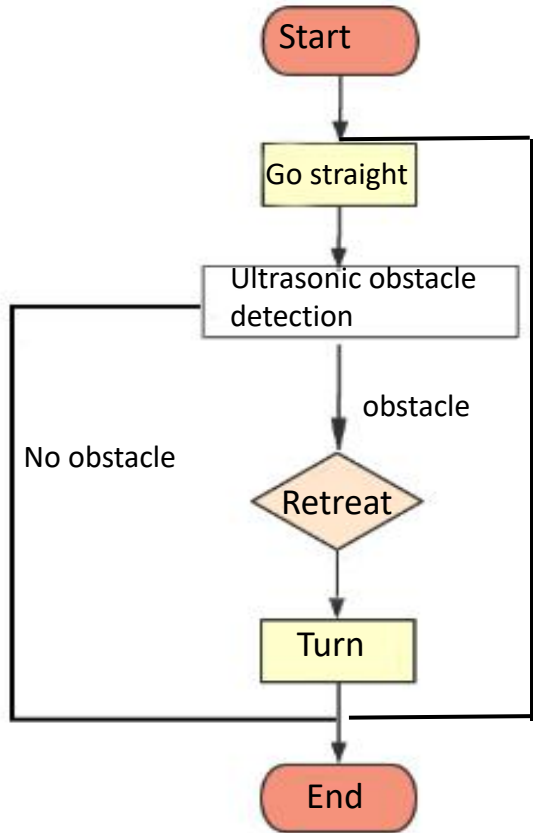 Start
Go straight
Ultrasonic obstacle
detection
obstacle
No obstacle
Retreat
Turn
End